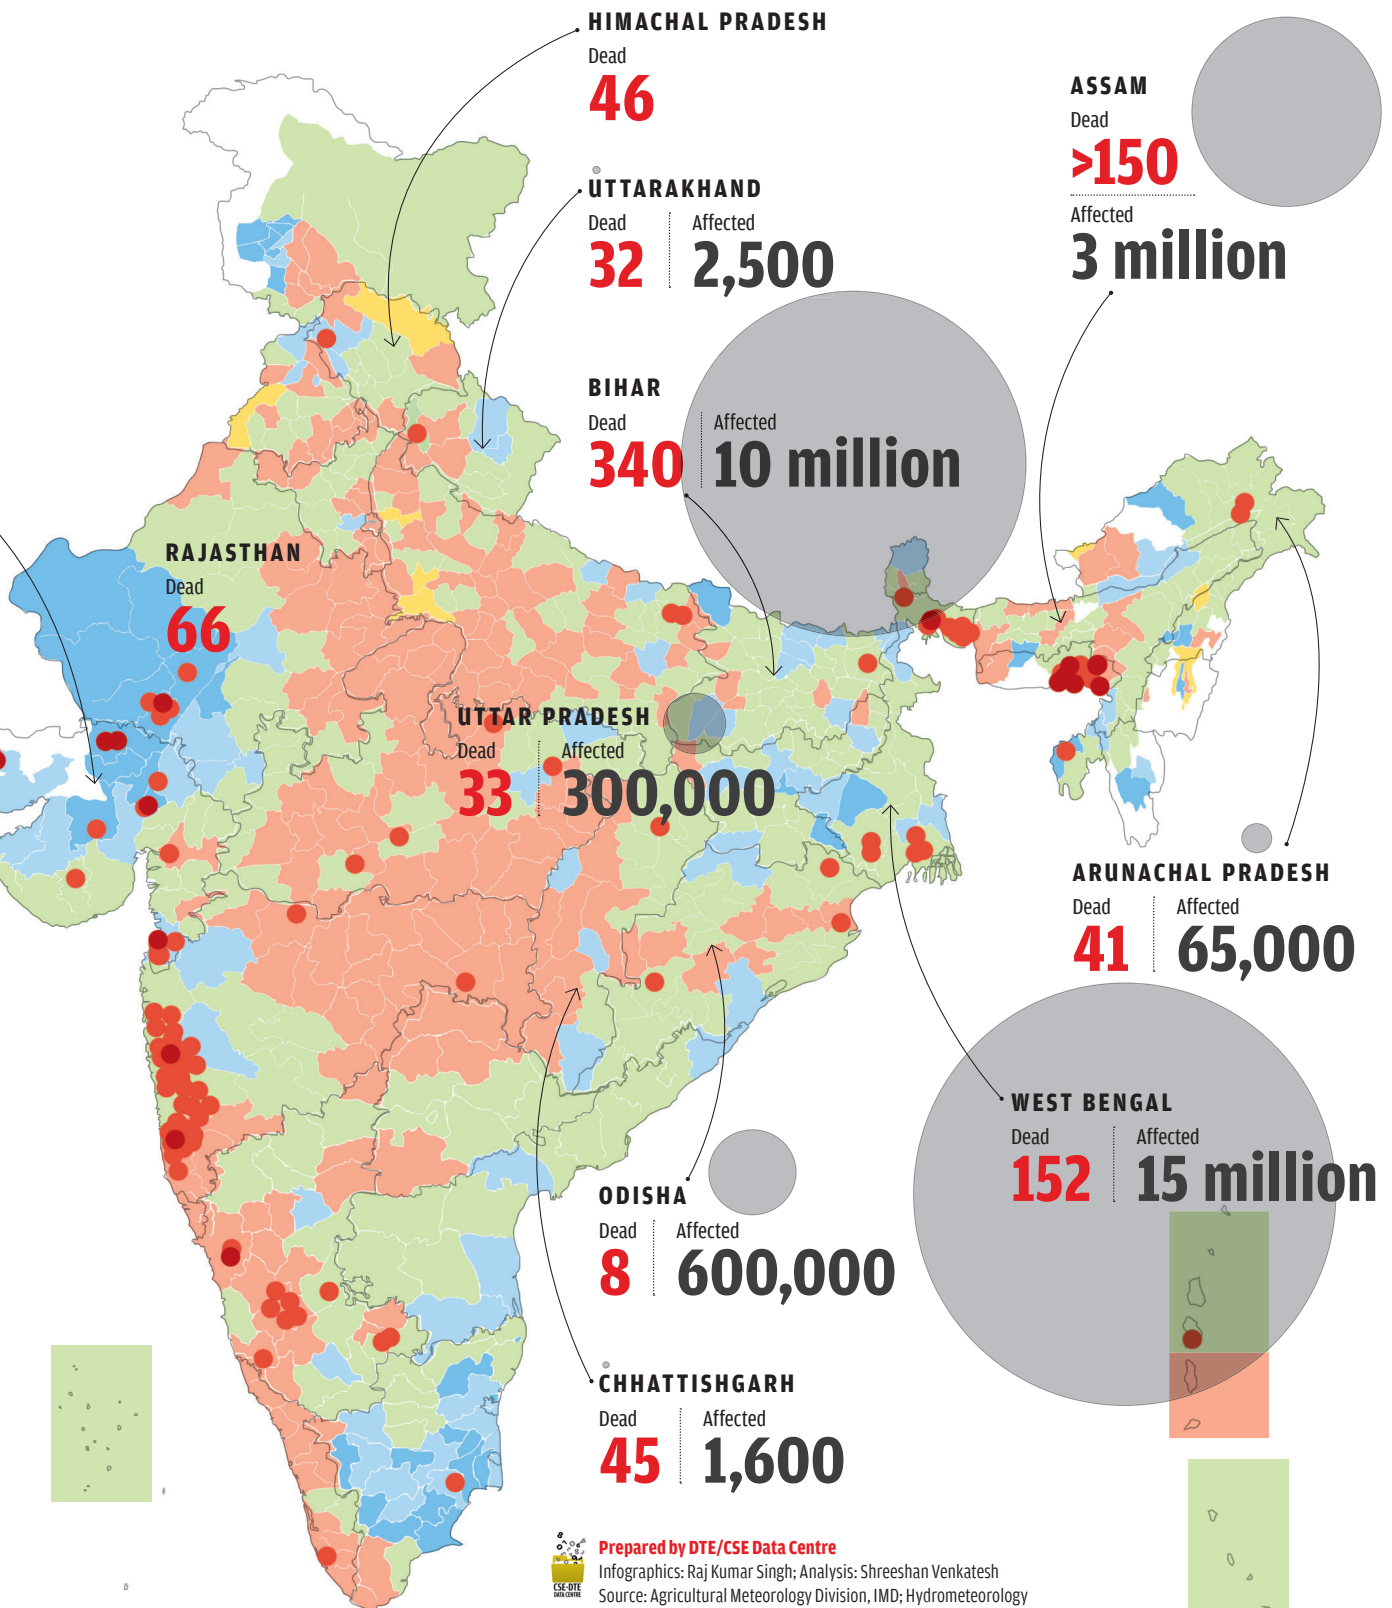 HIMACHAL PRADESH
Dead
46
UTTARAKHAND
Dead Affected
32 2,500
ASSAM
Dead
>150
Affected
3 million
BIHAR
Dead Affected
340 10 million
RAJASTHAN
Dead
66
UTTAR PRADESH
Dead Affected
33 300,000
ARUNACHAL PRADESH
Dead Affected
41 65,000
WEST BENGAL
Dead Affected
152 15 million
ODISHA
Dead Affected
8 600,000
CHHATTISHGARH
Dead Affected
45 1,600
CSE-DTE
DATA CENTRE
Prepared by DTE/CSE Data Centre
Infographics: Raj Kumar Singh; Analysis: Shreeshan Venkatesh
Source: Agricultural Meteorology Division, IMD; Hydrometeorology